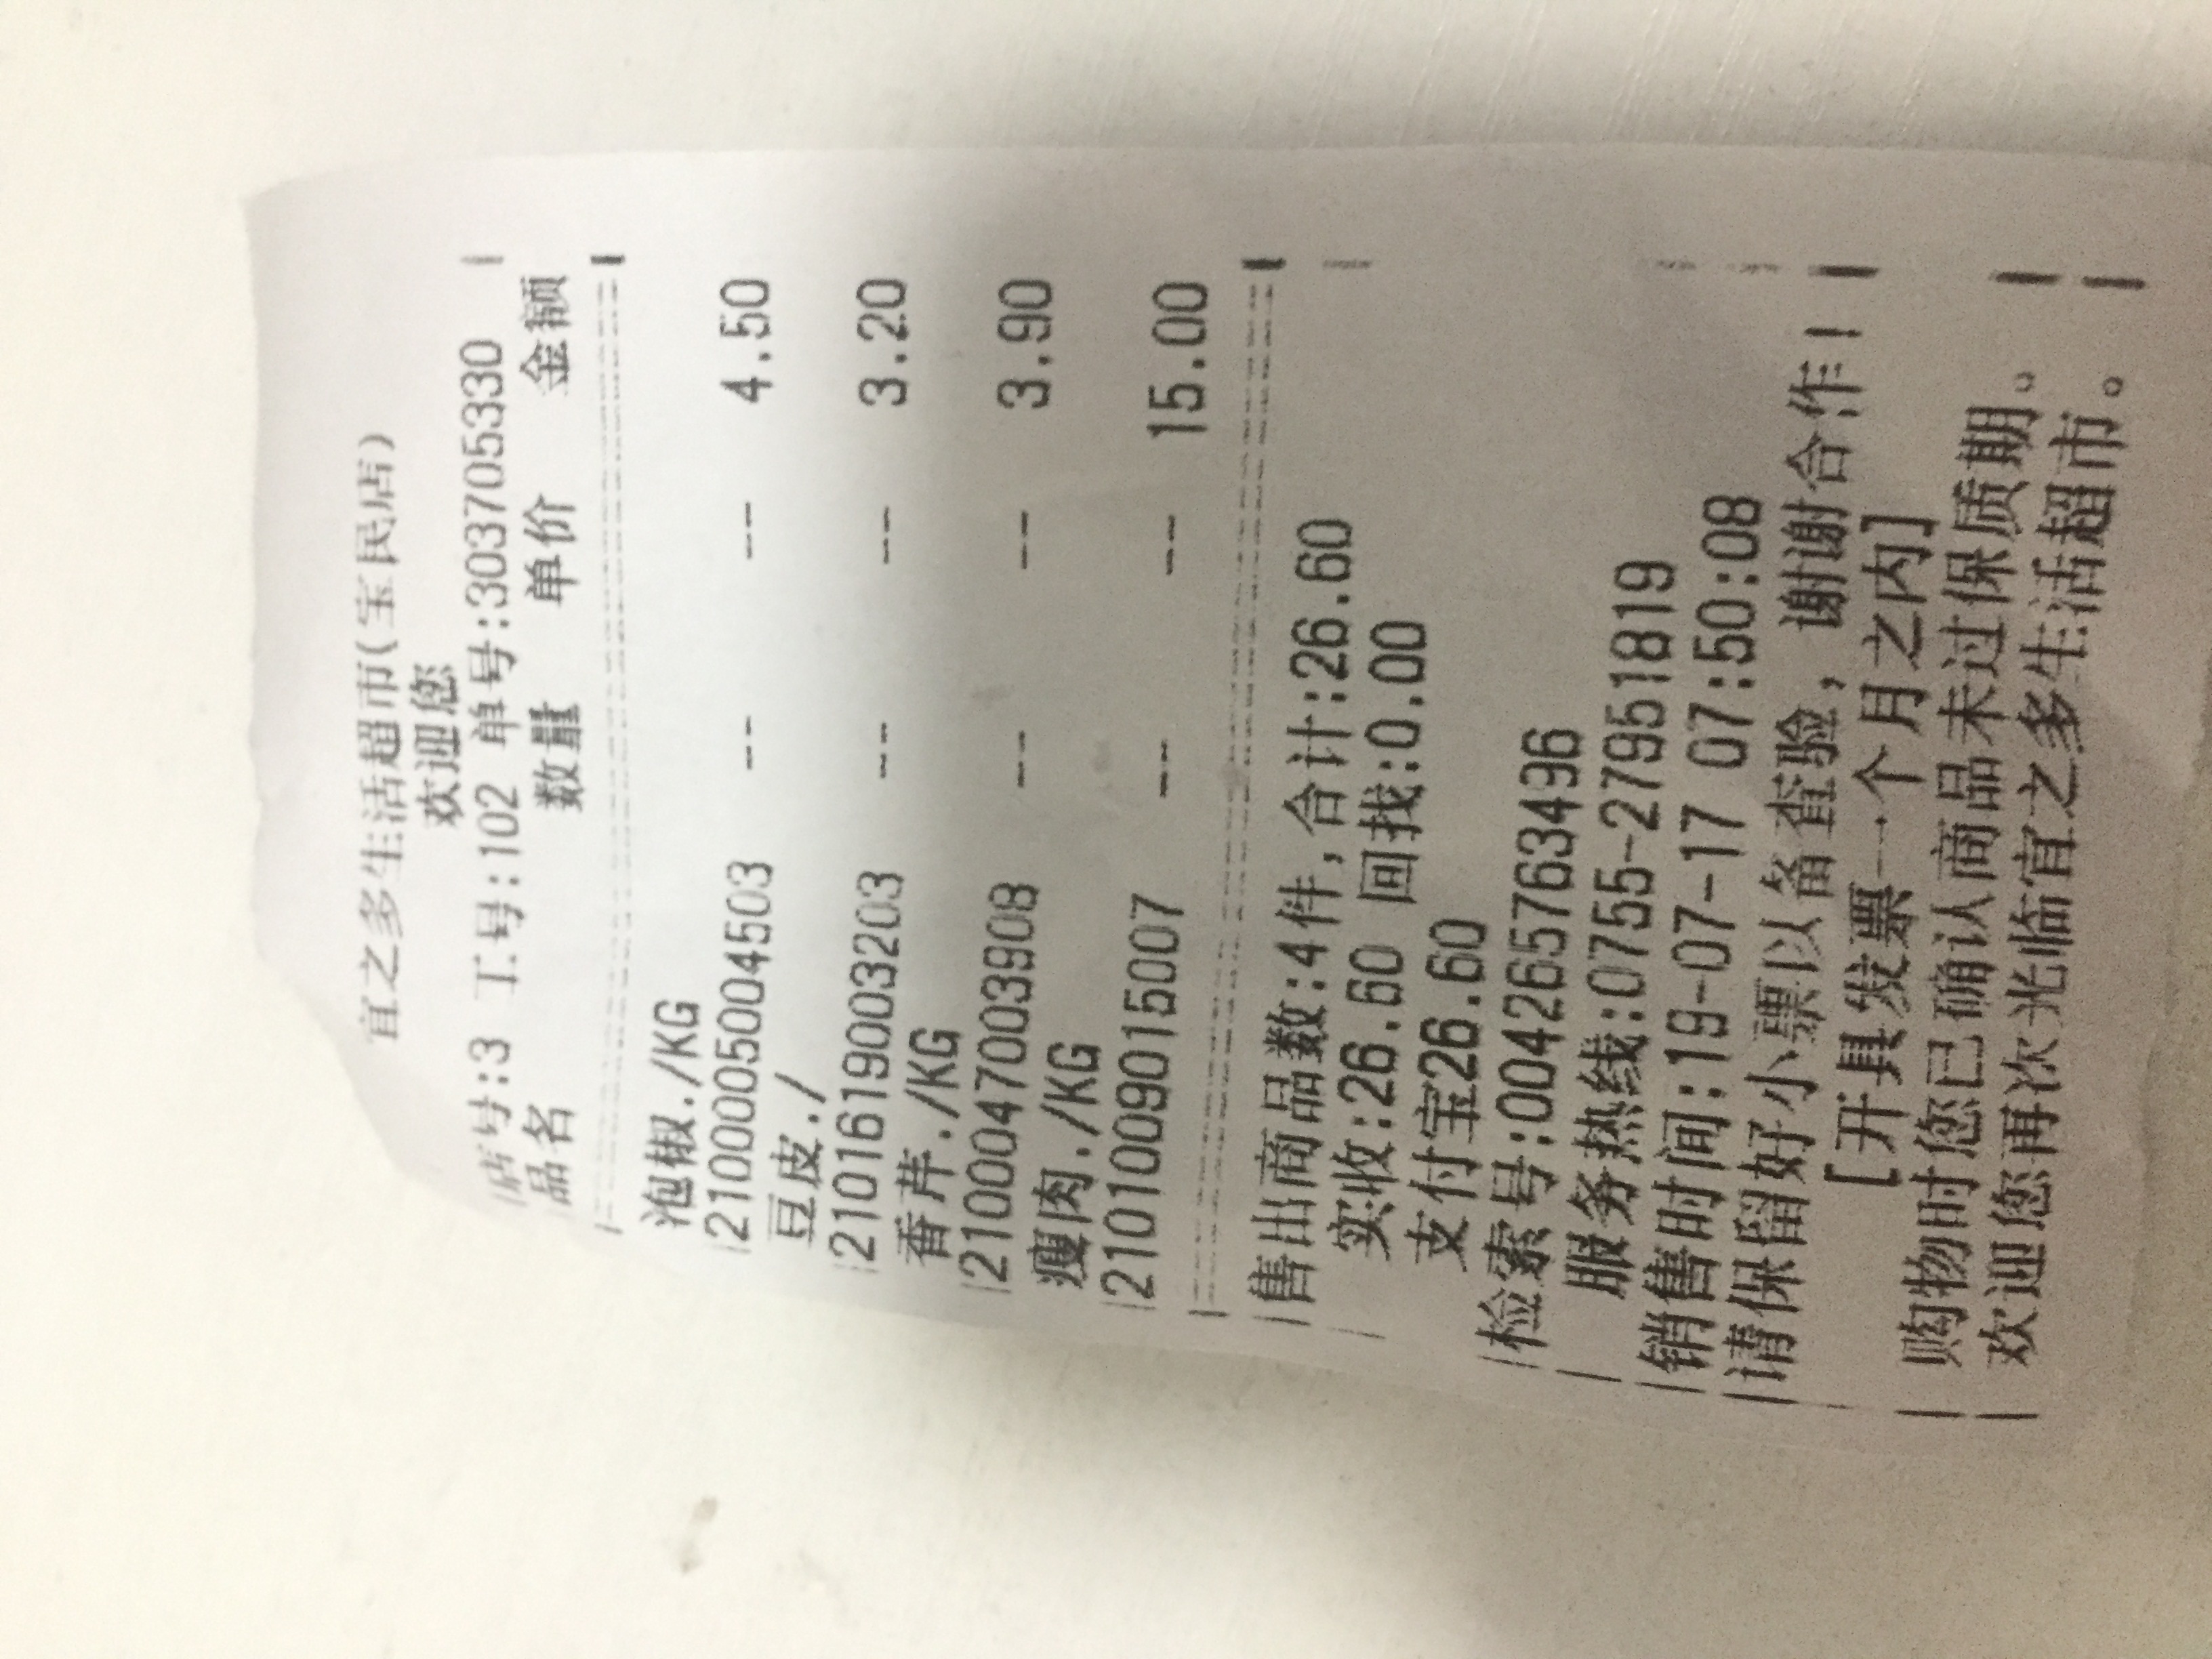 宜之多生活超市(宝民店)
欢迎您
店号:3 工号:102 单号:303705330
品名 数量 单价 金额
泡椒./KG
2100005004503 -- -- 4.50
豆皮./
2101619003203 -- -- 3.20
香芹./KG
2100047003908 -- -- 3.90
瘦肉./KG
2101009015007 -- -- 15.00
售出商品数:4件,合计:26.60
实收:26.60 回找:0.00
支付宝26.60
检索号:004265763496
服务热线:0755-27951819
销售时间:19-07-17 07:50:08
请保留好小票以备查验，谢谢合作!
[开具发票一个月之内]
购物时您已确认商品未过保质期。
欢迎您再次光临宜之多生活超市。